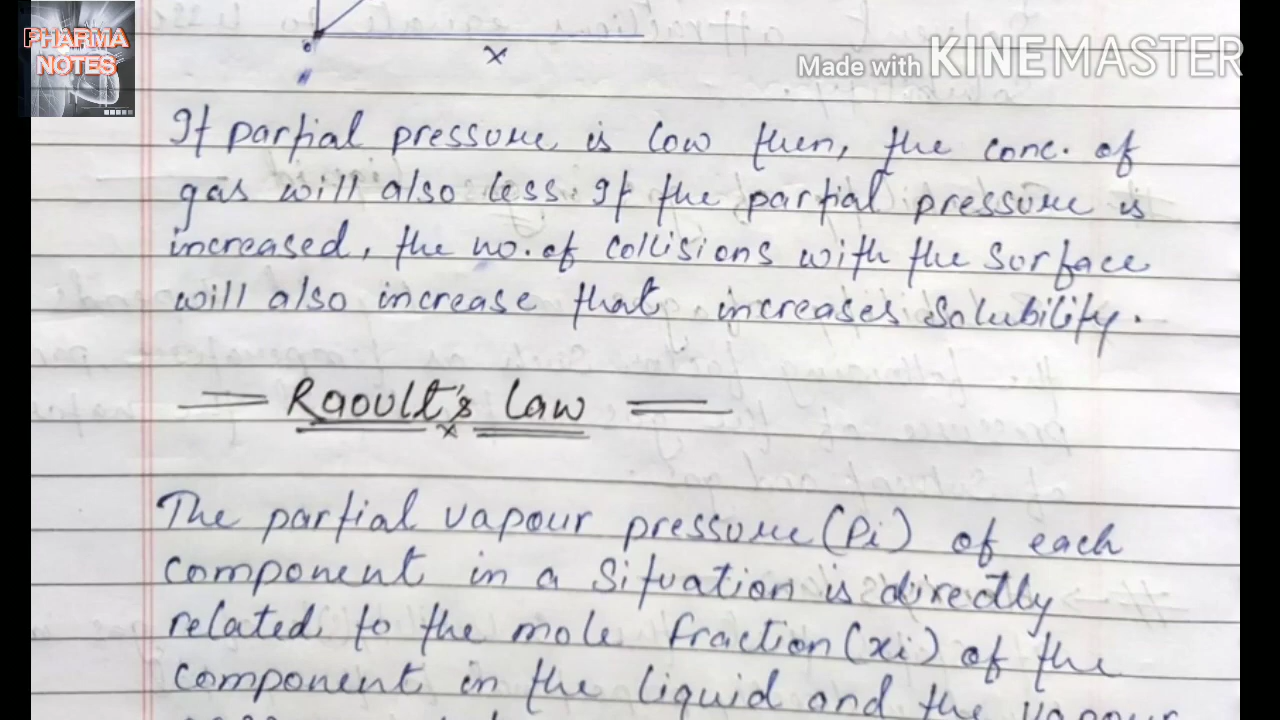 PHARMA
NOTES
Made with KINEMASTER
x
If partial pressure is low then, the conc. of
gas will also less. If the partial pressure is
increased, the no. of collisions with the surface
will also increase that increases solubility.
Raoult's law
x
The partial vapour pressure (Pi) of each
component in a situation is directly
related to the mole fraction (xi) of the
component in the liquid and the vapour